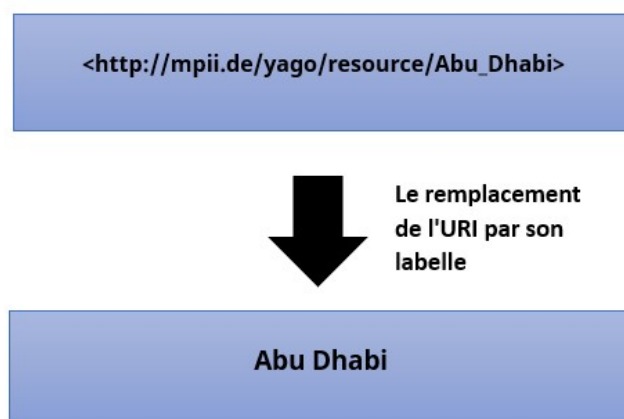 <http://mpii.de/yago/resource/Abu_Dhabi>
Le remplacement
de l'URI par son
labelle
Abu Dhabi